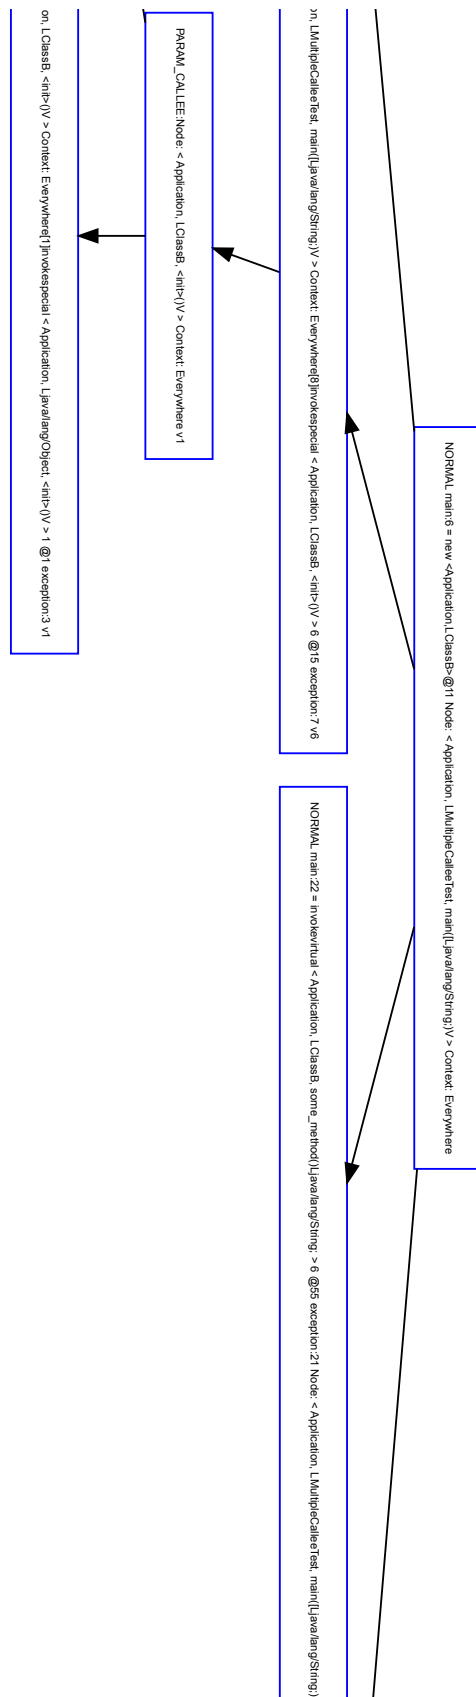 NORMAL main:6 = new <Application,LClassB>@11 Node: < Application, LMultipleCalleeTest, main([Ljava/lang/String;)V > Context: Everywhere
on, LMultipleCalleeTest, main([Ljava/lang/String;)V > Context: Everywhere[8]invokespecial < Application, LClassB, <init>()V > 6 @15 exception:7 v6
NORMAL main:22 = invokevirtual < Application, LClassB, some_method()Ljava/lang/String; > 6 @55 exception:21 Node: < Application, LMultipleCalleeTest, main([Ljava/lang/String;)
PARAM_CALLEE:Node: < Application, LClassB, <init>()V > Context: Everywhere v1
on, LClassB, <init>()V > Context: Everywhere[1]invokespecial < Application, Ljava/lang/Object, <init>()V > 1 @1 exception:3 v1